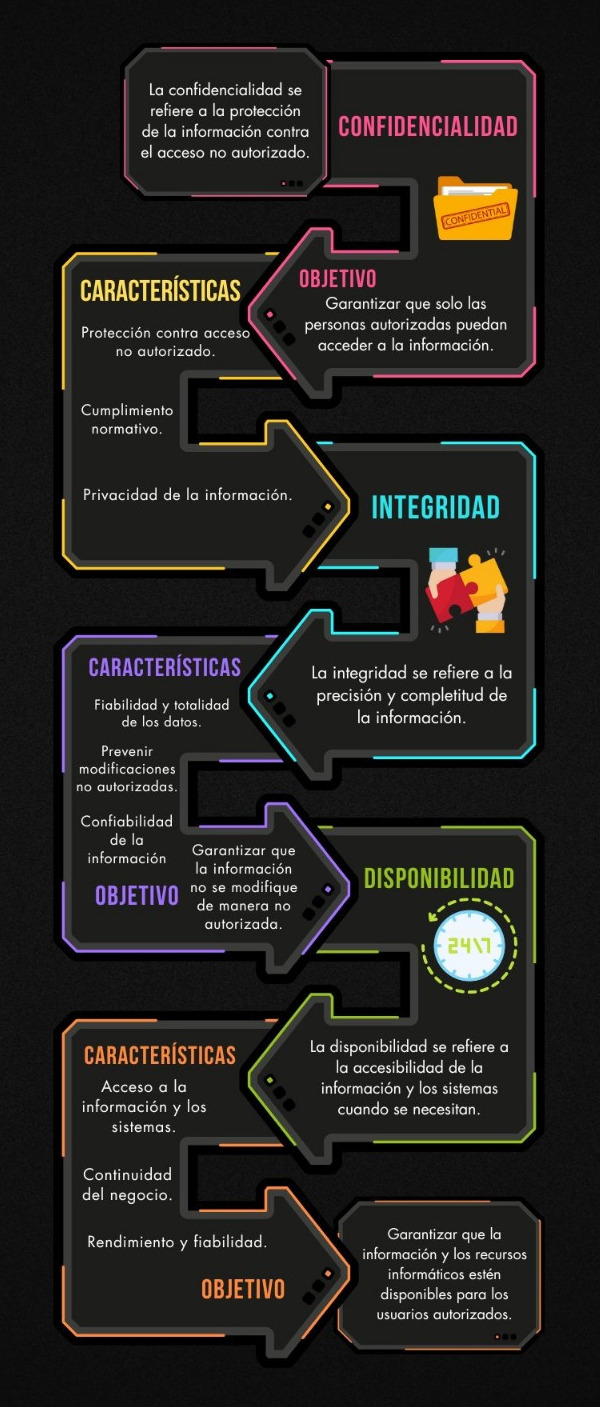 La confidencialidad se
refiere a la protección
de la información contra
el acceso no autorizado.
CONFIDENCIALIDAD
CONFIDENTIAL
OBJETIVO
Garantizar que solo las
personas autorizadas puedan
acceder a la información.
CARACTERÍSTICAS
Protección contra acceso
no autorizado.
Cumplimiento
normativo.
Privacidad de la información.
INTEGRIDAD
La integridad se refiere a la
precisión y completitud de
la información.
CARACTERÍSTICAS
Fiabilidad y totalidad
de los datos.
Prevenir
modificaciones
no autorizadas.
Confiabilidad
de la
información
OBJETIVO
Garantizar que
la información
no se modifique
de manera no
autorizada.
DISPONIBILIDAD
24\7
La disponibilidad se refiere a
la accesibilidad de la
información y los sistemas
cuando se necesitan.
CARACTERÍSTICAS
Acceso a la
información y los
sistemas.
Continuidad
del negocio.
Rendimiento y fiabilidad.
OBJETIVO
Garantizar que la
información y los recursos
informáticos estén
disponibles para los
usuarios autorizados.